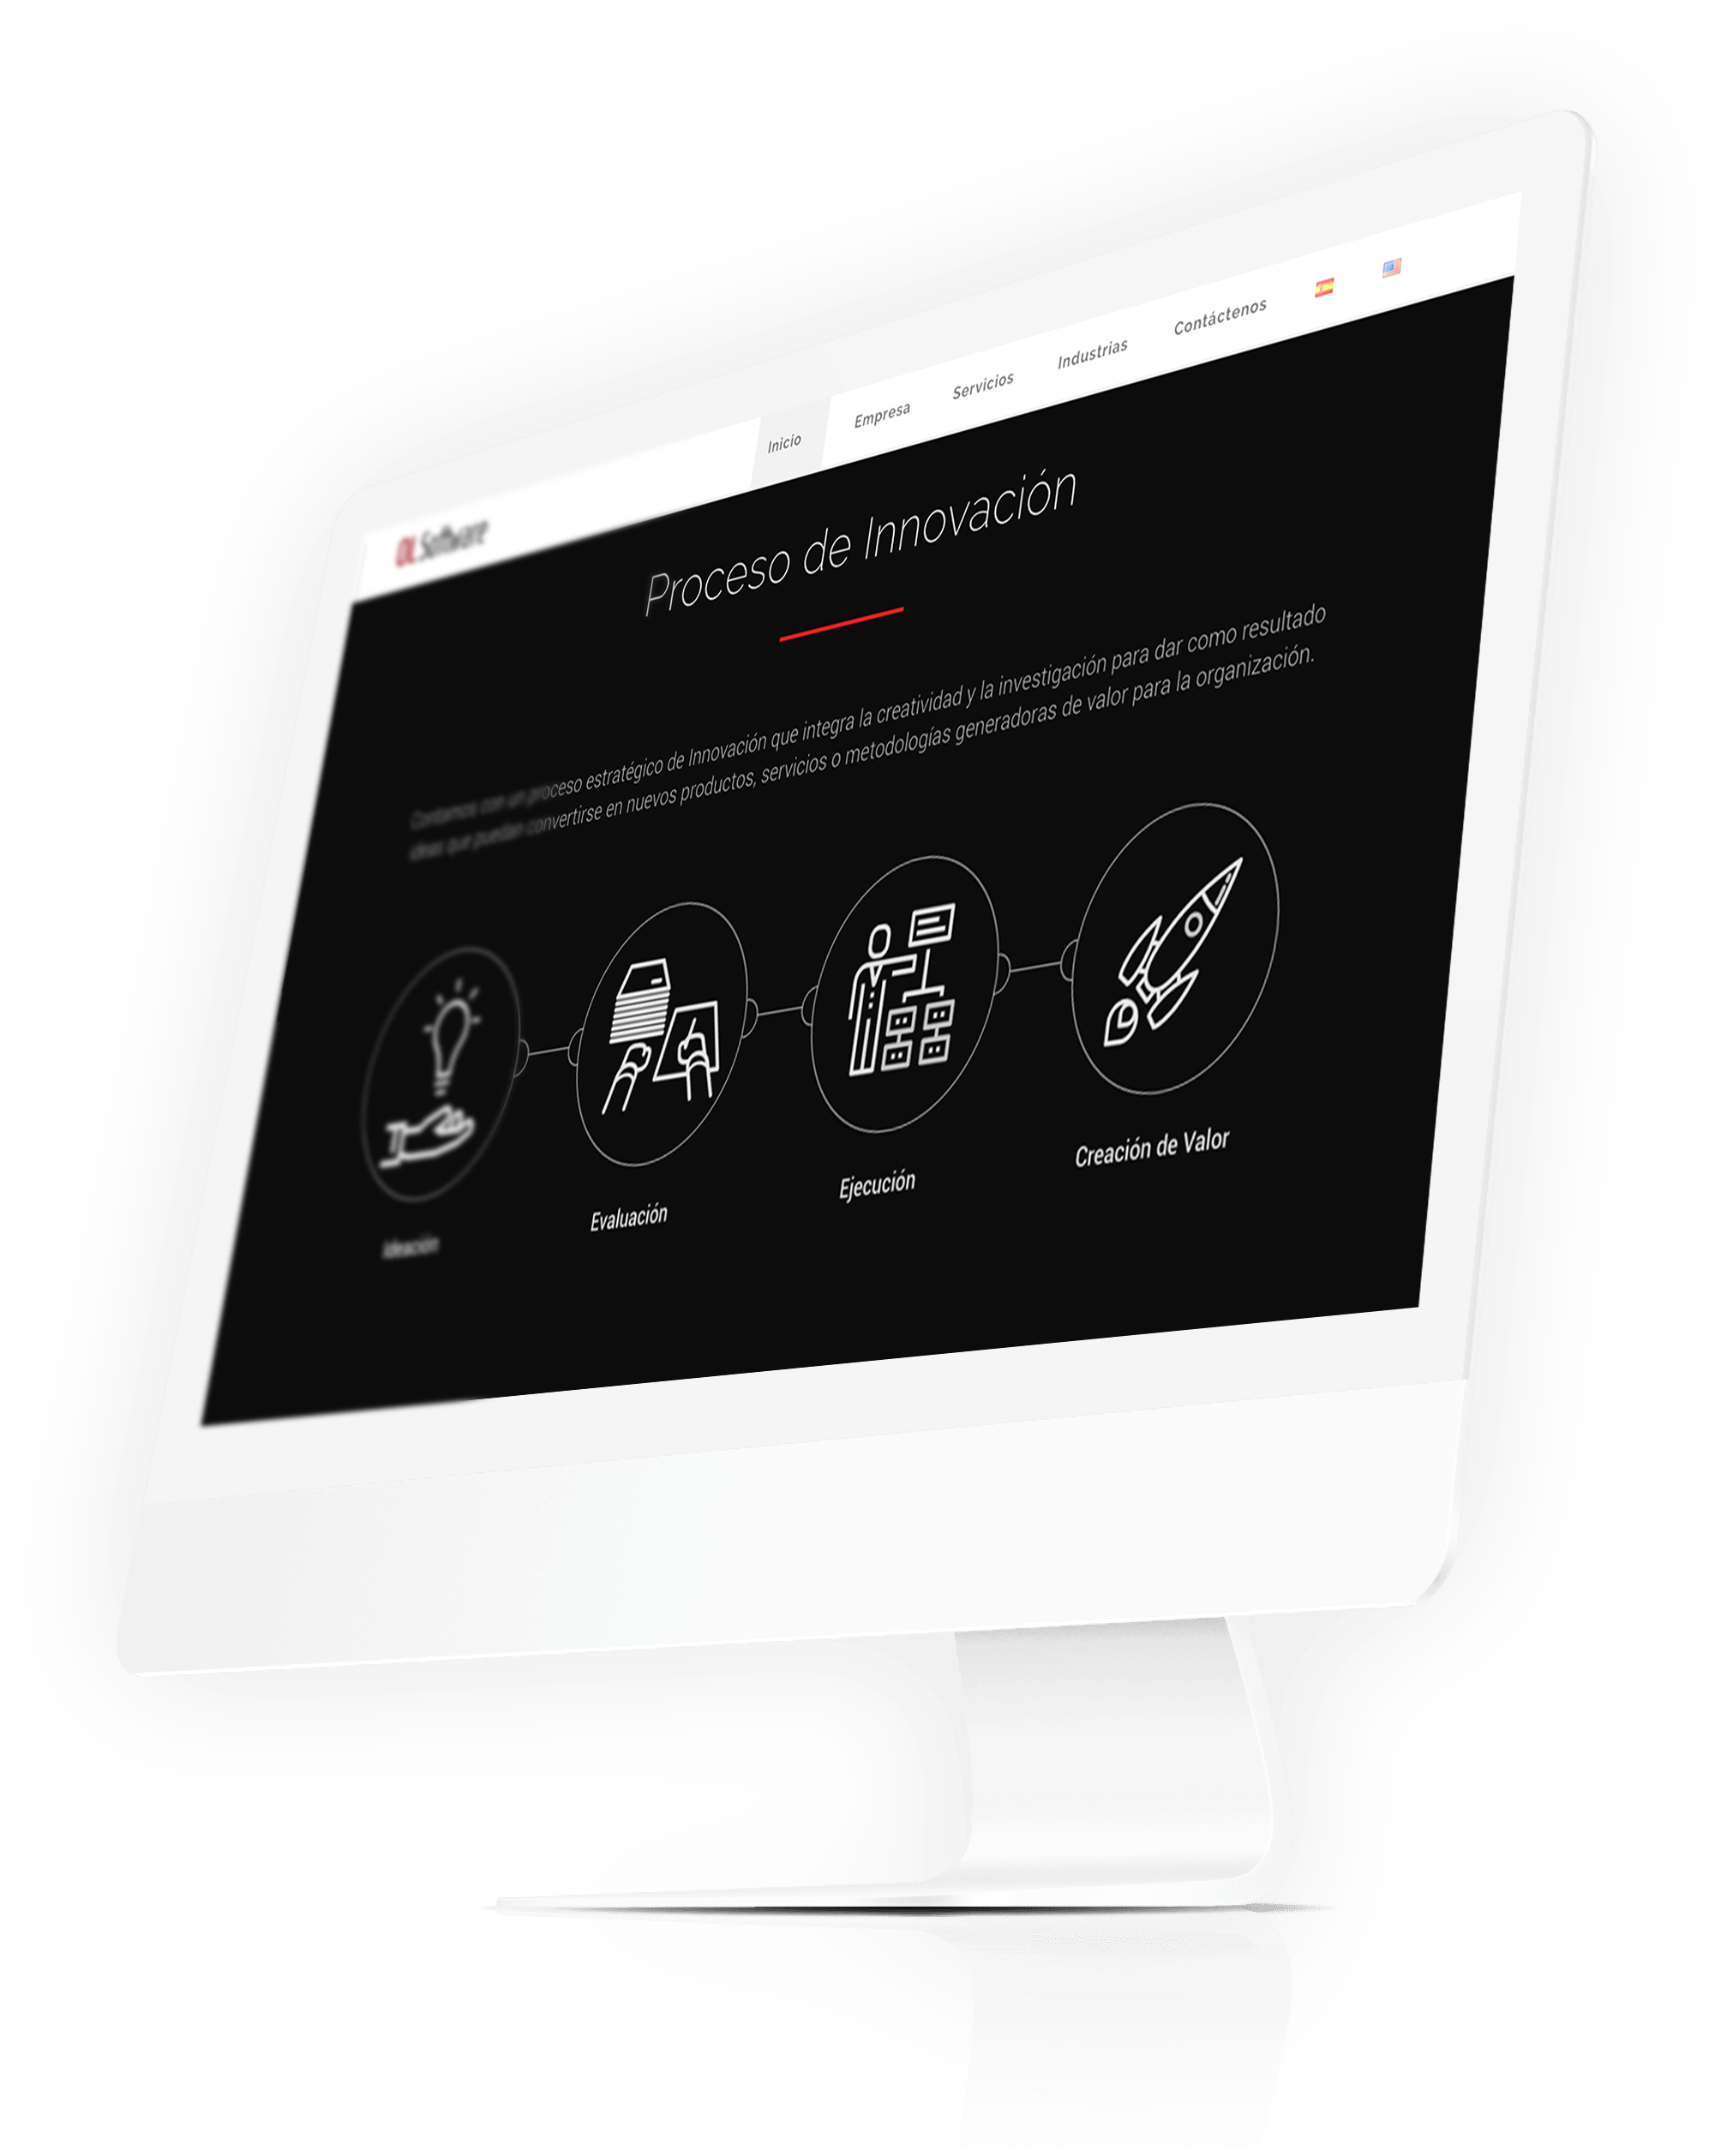 OLSoftware
Inicio
Empresa
Servicios
Industrias
Contáctenos
Proceso de Innovación
Contamos con un proceso estratégico de Innovación que integra la creatividad y la investigación para dar como resultado
ideas que puedan convertirse en nuevos productos, servicios o metodologías generadoras de valor para la organización.
Ideación
Evaluación
Ejecución
Creación de Valor